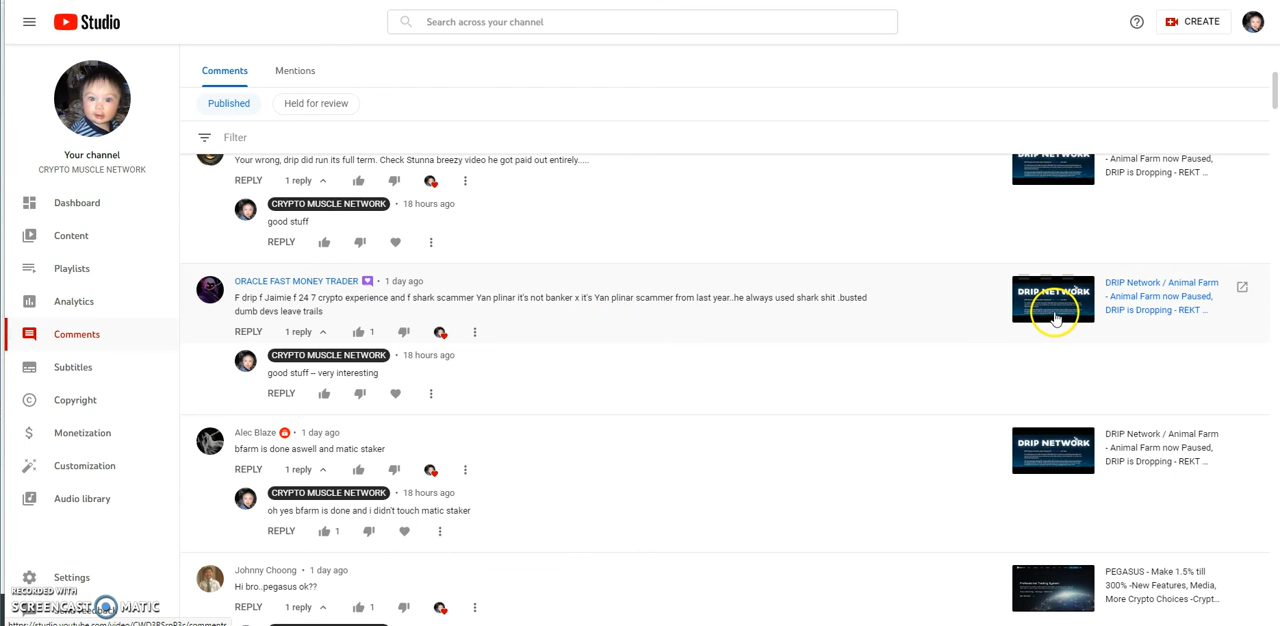 Studio
Search across your channel
CREATE
Your channel
CRYPTO MUSCLE NETWORK
Dashboard
Content
Playlists
Analytics
Comments
Subtitles
Copyright
Monetization
Customization
Audio library
Settings
RECORDED WITH
SCREENCAST MATIC
Comments
Mentions
Published
Held for review
Filter
Your wrong, drip did run its full term. Check Stunna breezy video he got paid out entirely.....
REPLY 1 reply
CRYPTO MUSCLE NETWORK • 18 hours ago
good stuff
REPLY
- Animal Farm now Paused,
DRIP is Dropping - REKT ...
ORACLE FAST MONEY TRADER • 1 day ago
F drip f Jaimie f 24 7 crypto experience and f shark scammer Yan plinar it's not banker x it's Yan plinar scammer from last year..he always used shark shit .busted
dumb devs leave trails
REPLY 1 reply 1
CRYPTO MUSCLE NETWORK • 18 hours ago
good stuff -- very interesting
REPLY
DRIP NETWORK
DRIP Network / Animal Farm
- Animal Farm now Paused,
DRIP is Dropping - REKT ...
Alec Blaze • 1 day ago
bfarm is done aswell and matic staker
REPLY 1 reply
CRYPTO MUSCLE NETWORK • 18 hours ago
oh yes bfarm is done and i didn't touch matic staker
REPLY 1
DRIP NETWORK
DRIP Network / Animal Farm
- Animal Farm now Paused,
DRIP is Dropping - REKT ...
Johnny Choong • 1 day ago
Hi bro..pegasus ok??
REPLY 1 reply 1
PEGASUS - Make 1.5% till
300% -New Features, Media,
More Crypto Choices -Crypt...